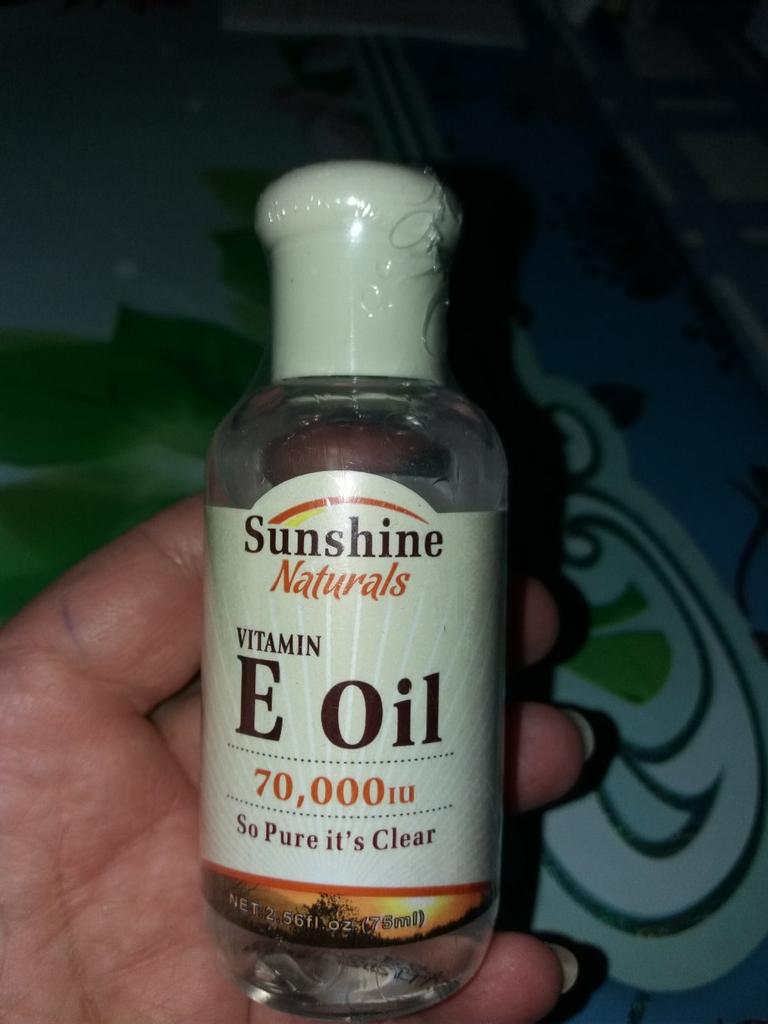 Sunshine
Naturals
VITAMIN
E Oil
70,000IU
So Pure it's Clear
NET 2.56fl.oz (75ml)